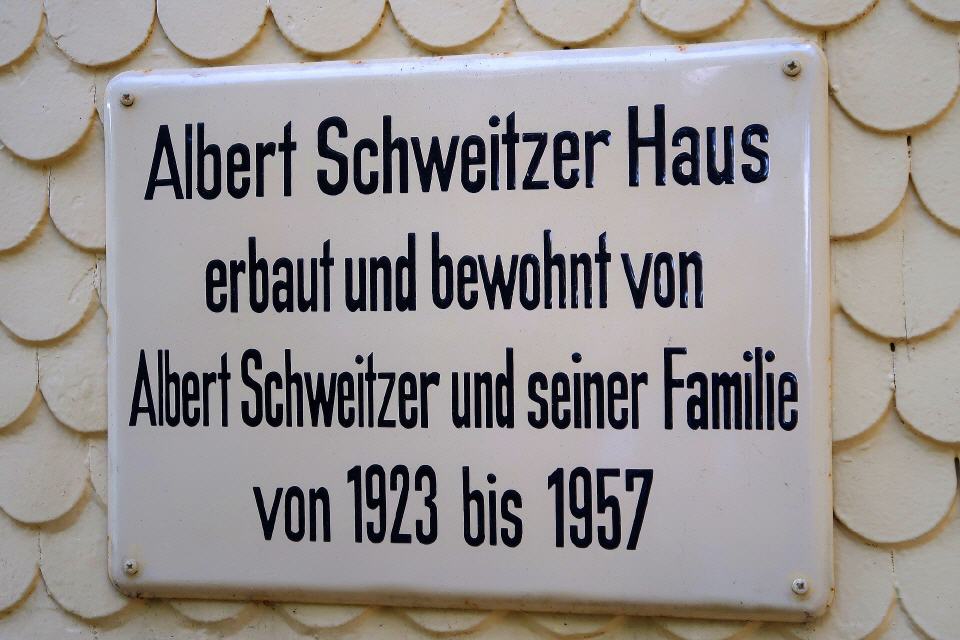 Albert Schweitzer Haus
erbaut und bewohnt von
Albert Schweitzer und seiner Familie
von 1923 bis 1957